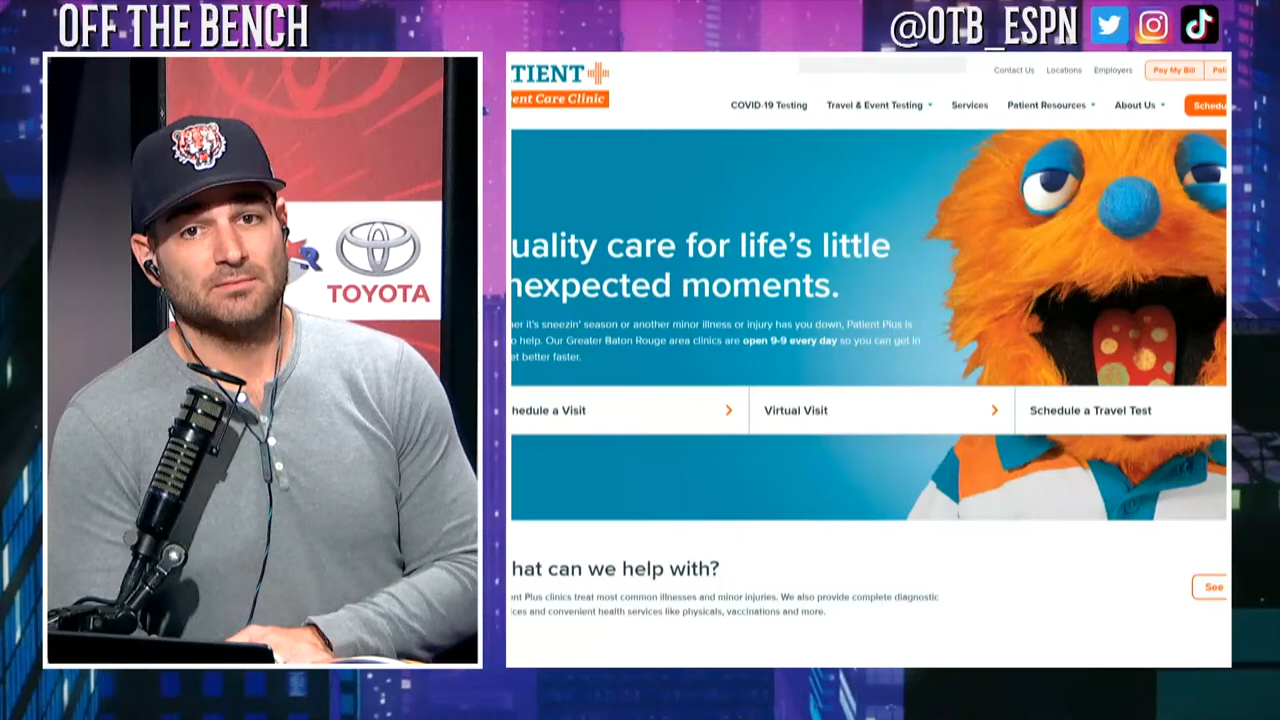 OFF THE BENCH
@OTB_ESPN
TOYOTA
TIENT
ent Care Clinic
Contact Us Locations Employers Pay My Bill Pati
COVID-19 Testing Travel & Event Testing Services Patient Resources About Us Schedu
uality care for life's little
nexpected moments.
er it's sneezin' season or another minor illness or injury has you down, Patient Plus is
o help. Our Greater Baton Rouge area clinics are open 9-9 every day so you can get in
et better faster.
hedule a Visit
Virtual Visit
Schedule a Travel Test
hat can we help with?
See
ent Plus clinics treat most common illnesses and minor injuries. We also provide complete diagnostic
ces and convenient health services like physicals, vaccinations and more.